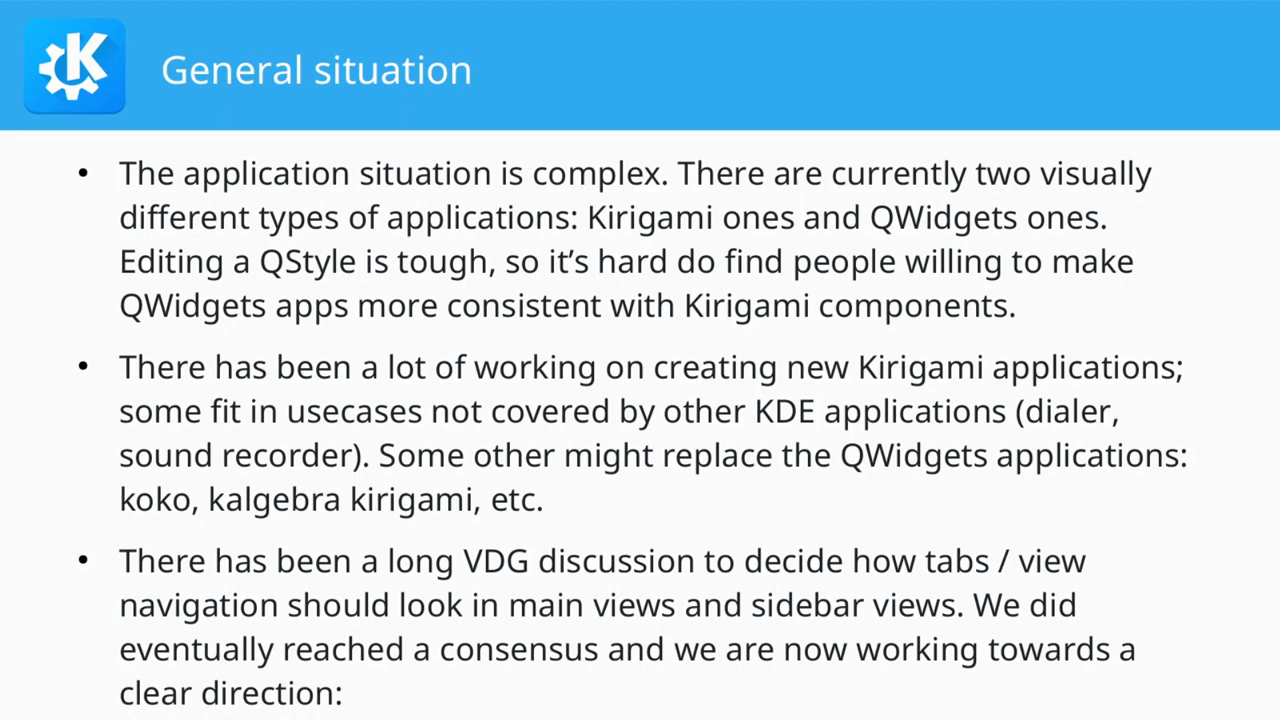 General situation
• The application situation is complex. There are currently two visually
different types of applications: Kirigami ones and QWidgets ones.
Editing a QStyle is tough, so it’s hard do find people willing to make
QWidgets apps more consistent with Kirigami components.
• There has been a lot of working on creating new Kirigami applications;
some fit in usecases not covered by other KDE applications (dialer,
sound recorder). Some other might replace the QWidgets applications:
koko, kalgebra kirigami, etc.
• There has been a long VDG discussion to decide how tabs / view
navigation should look in main views and sidebar views. We did
eventually reached a consensus and we are now working towards a
clear direction: